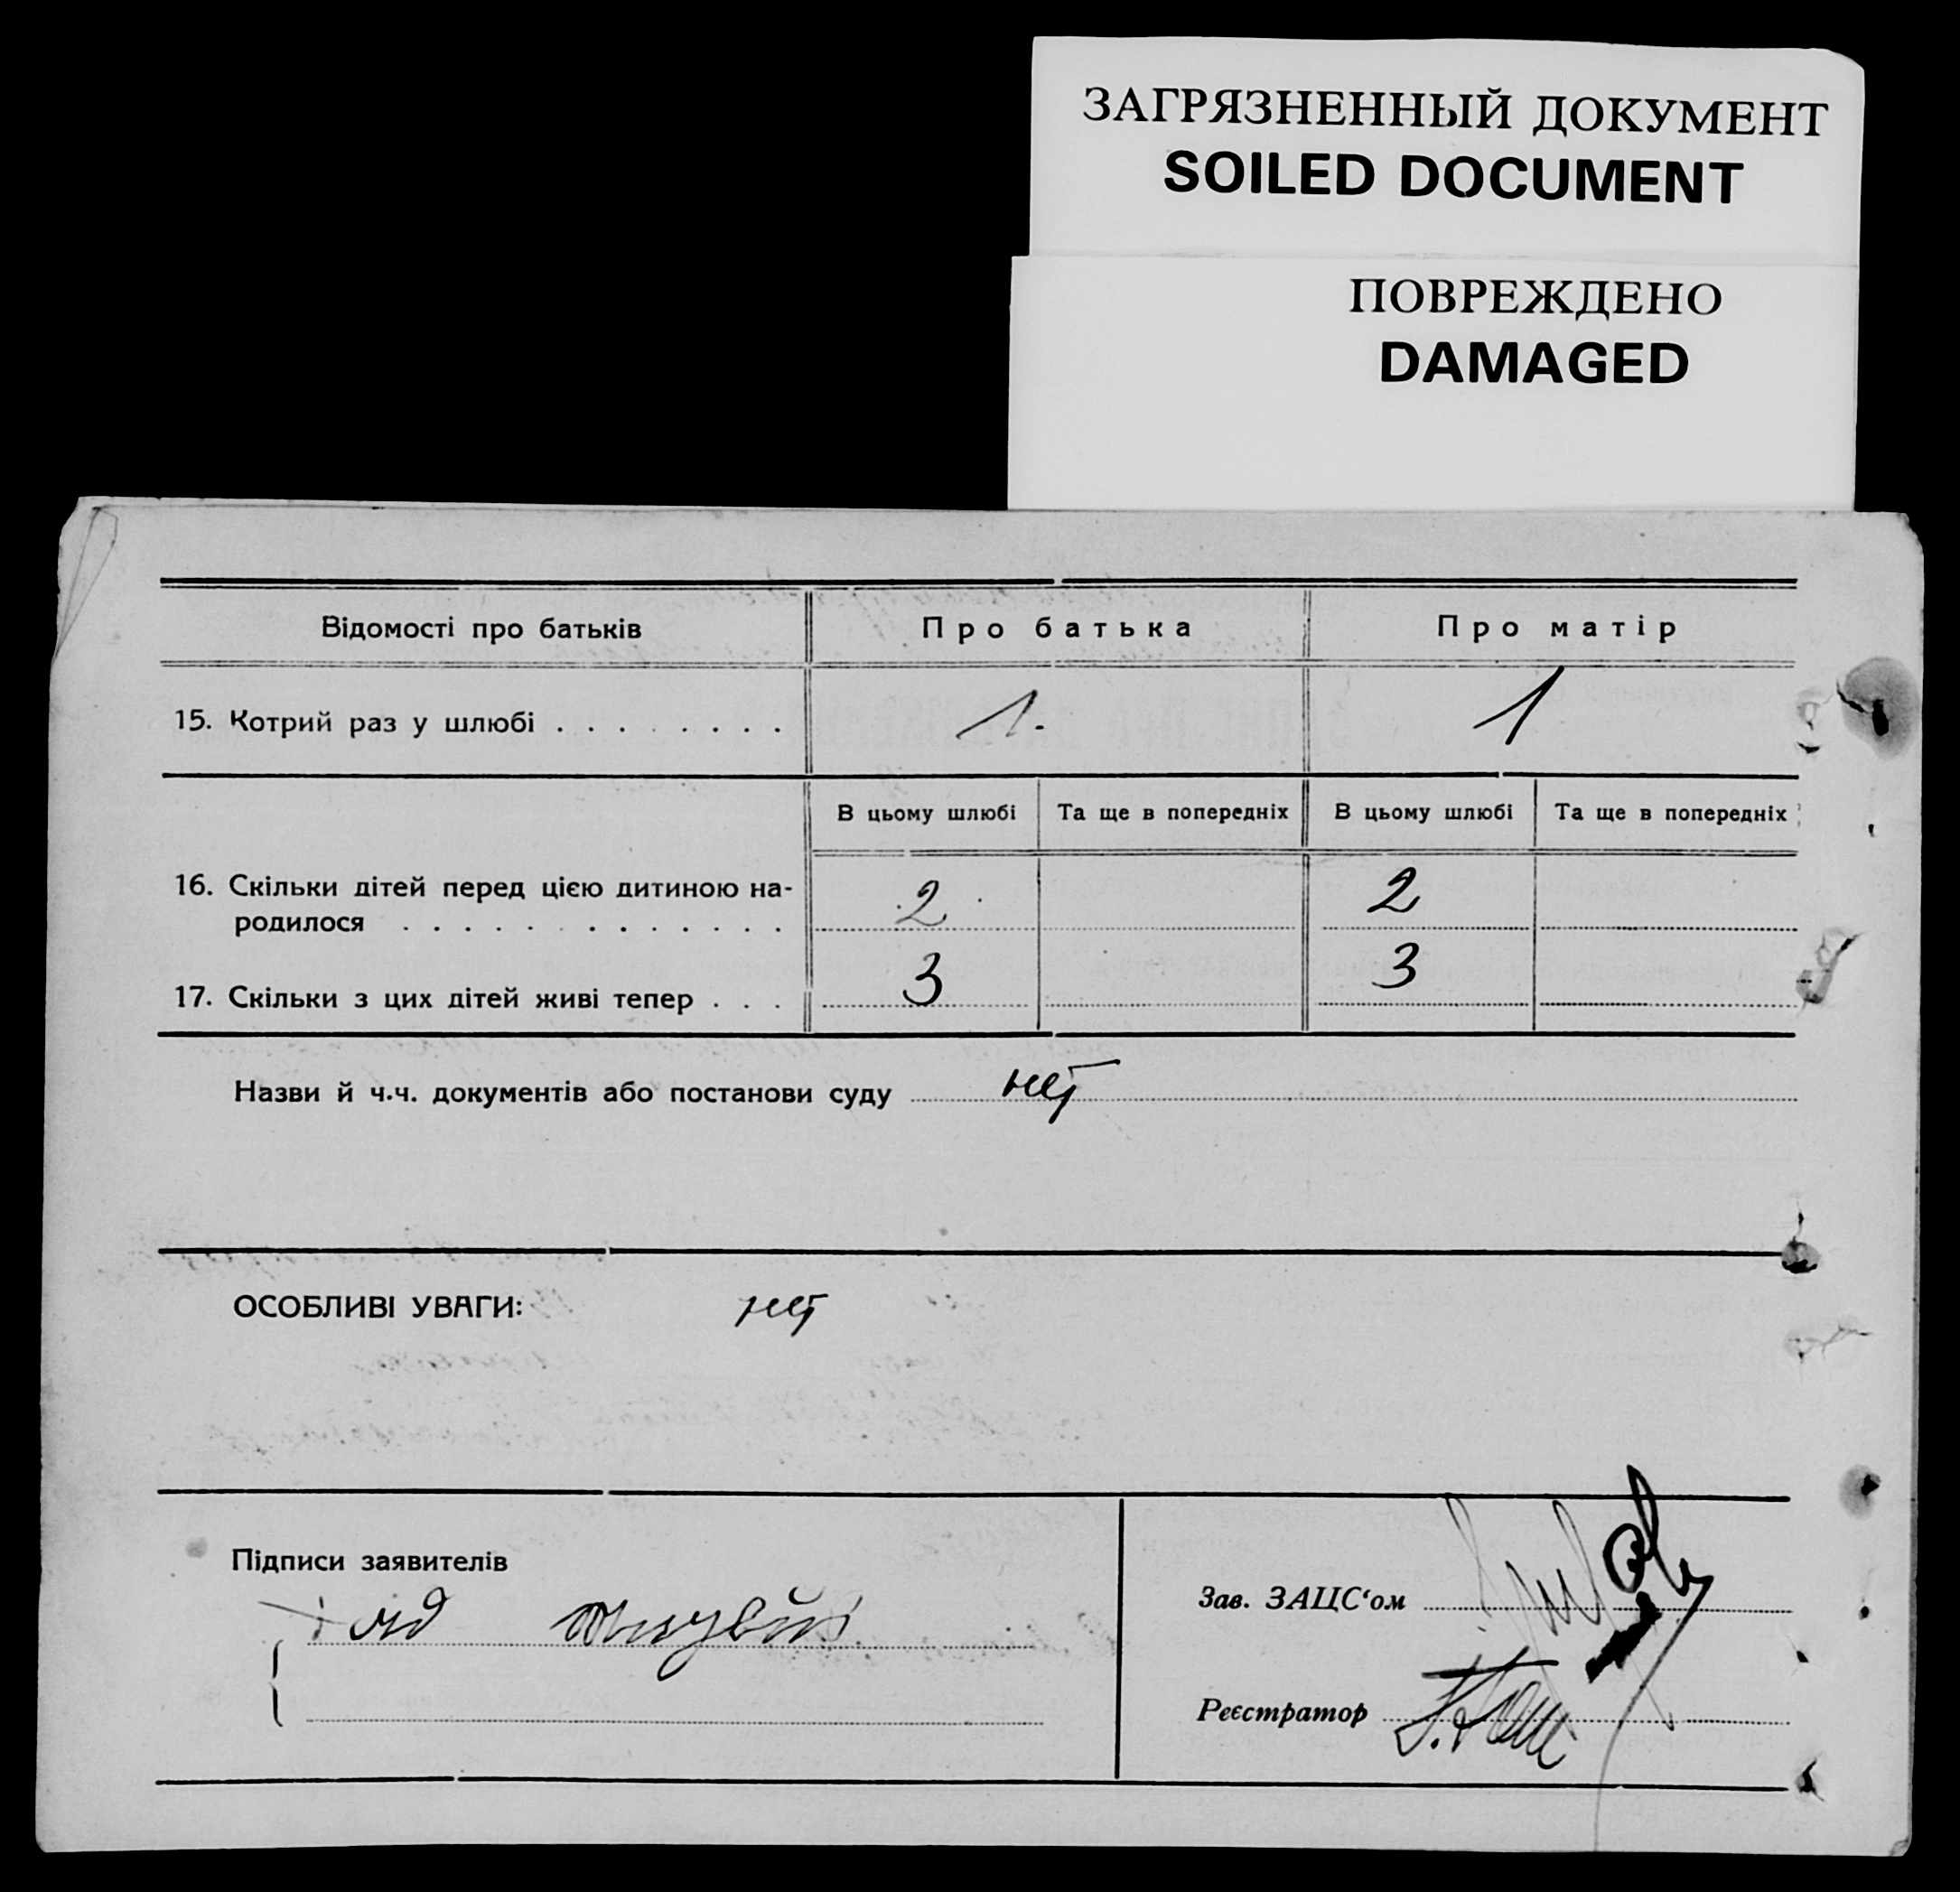 ЗАГРЯЗНЕННЫЙ ДОКУМЕНТ
SOILED DOCUMENT
ПОВРЕЖДЕНО
DAMAGED
Відомості про батьків Про батька Про матір
15. Котрий раз у шлюбі . . . . . . . . 1. 1
В цьому шлюбі Та ще в попередніх В цьому шлюбі Та ще в попередніх
16. Скільки дітей перед цією дитиною на-
родилося . . . . . . . . . . . . . 2 2
17. Скільки з цих дітей живі тепер . . . 3 3
Назви й ч.ч. документів або постанови суду нет
ОСОБЛИВІ УВАГИ: нет
Підписи заявителів
Зав. ЗАЦС‘ом
Реєстратор